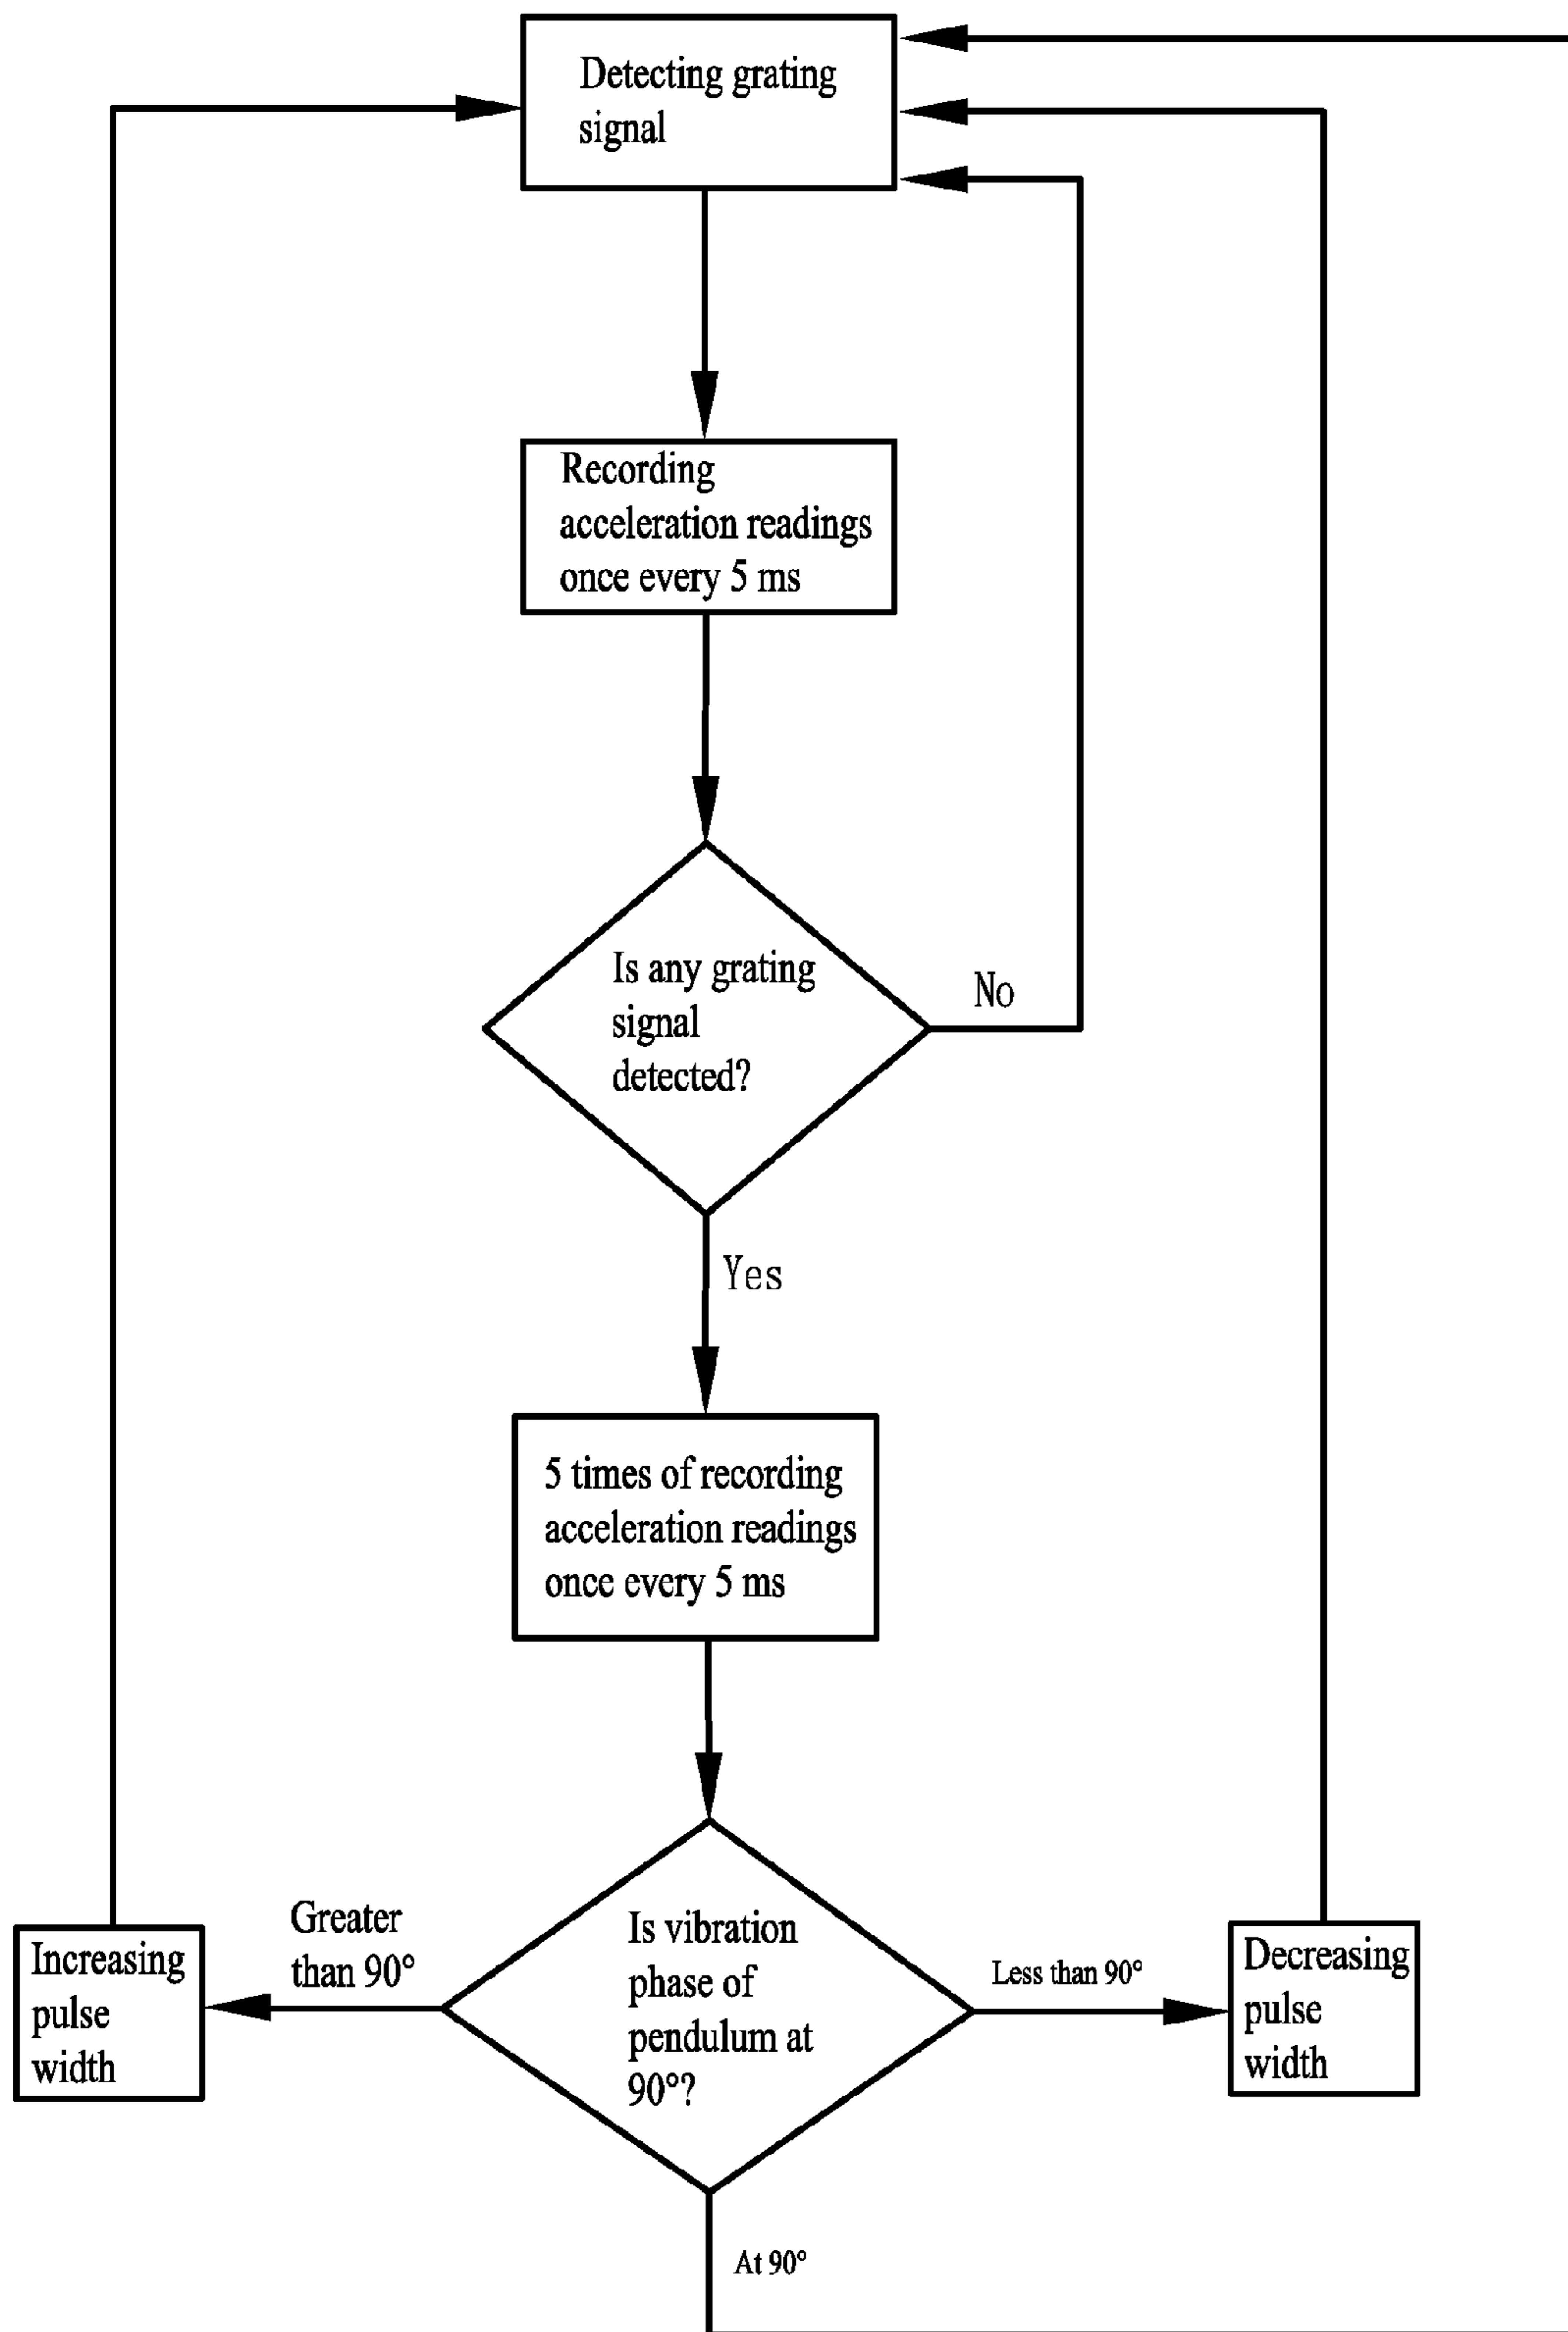 Detecting grating
signal
Recording
acceleration readings
once every 5 ms
Is any grating
signal
detected?
No
Yes
5 times of recording
acceleration readings
once every 5 ms
Greater
than 90°
Increasing
pulse
width
Is vibration
phase of
pendulum at
90°?
Less than 90°
Decreasing
pulse
width
At 90°